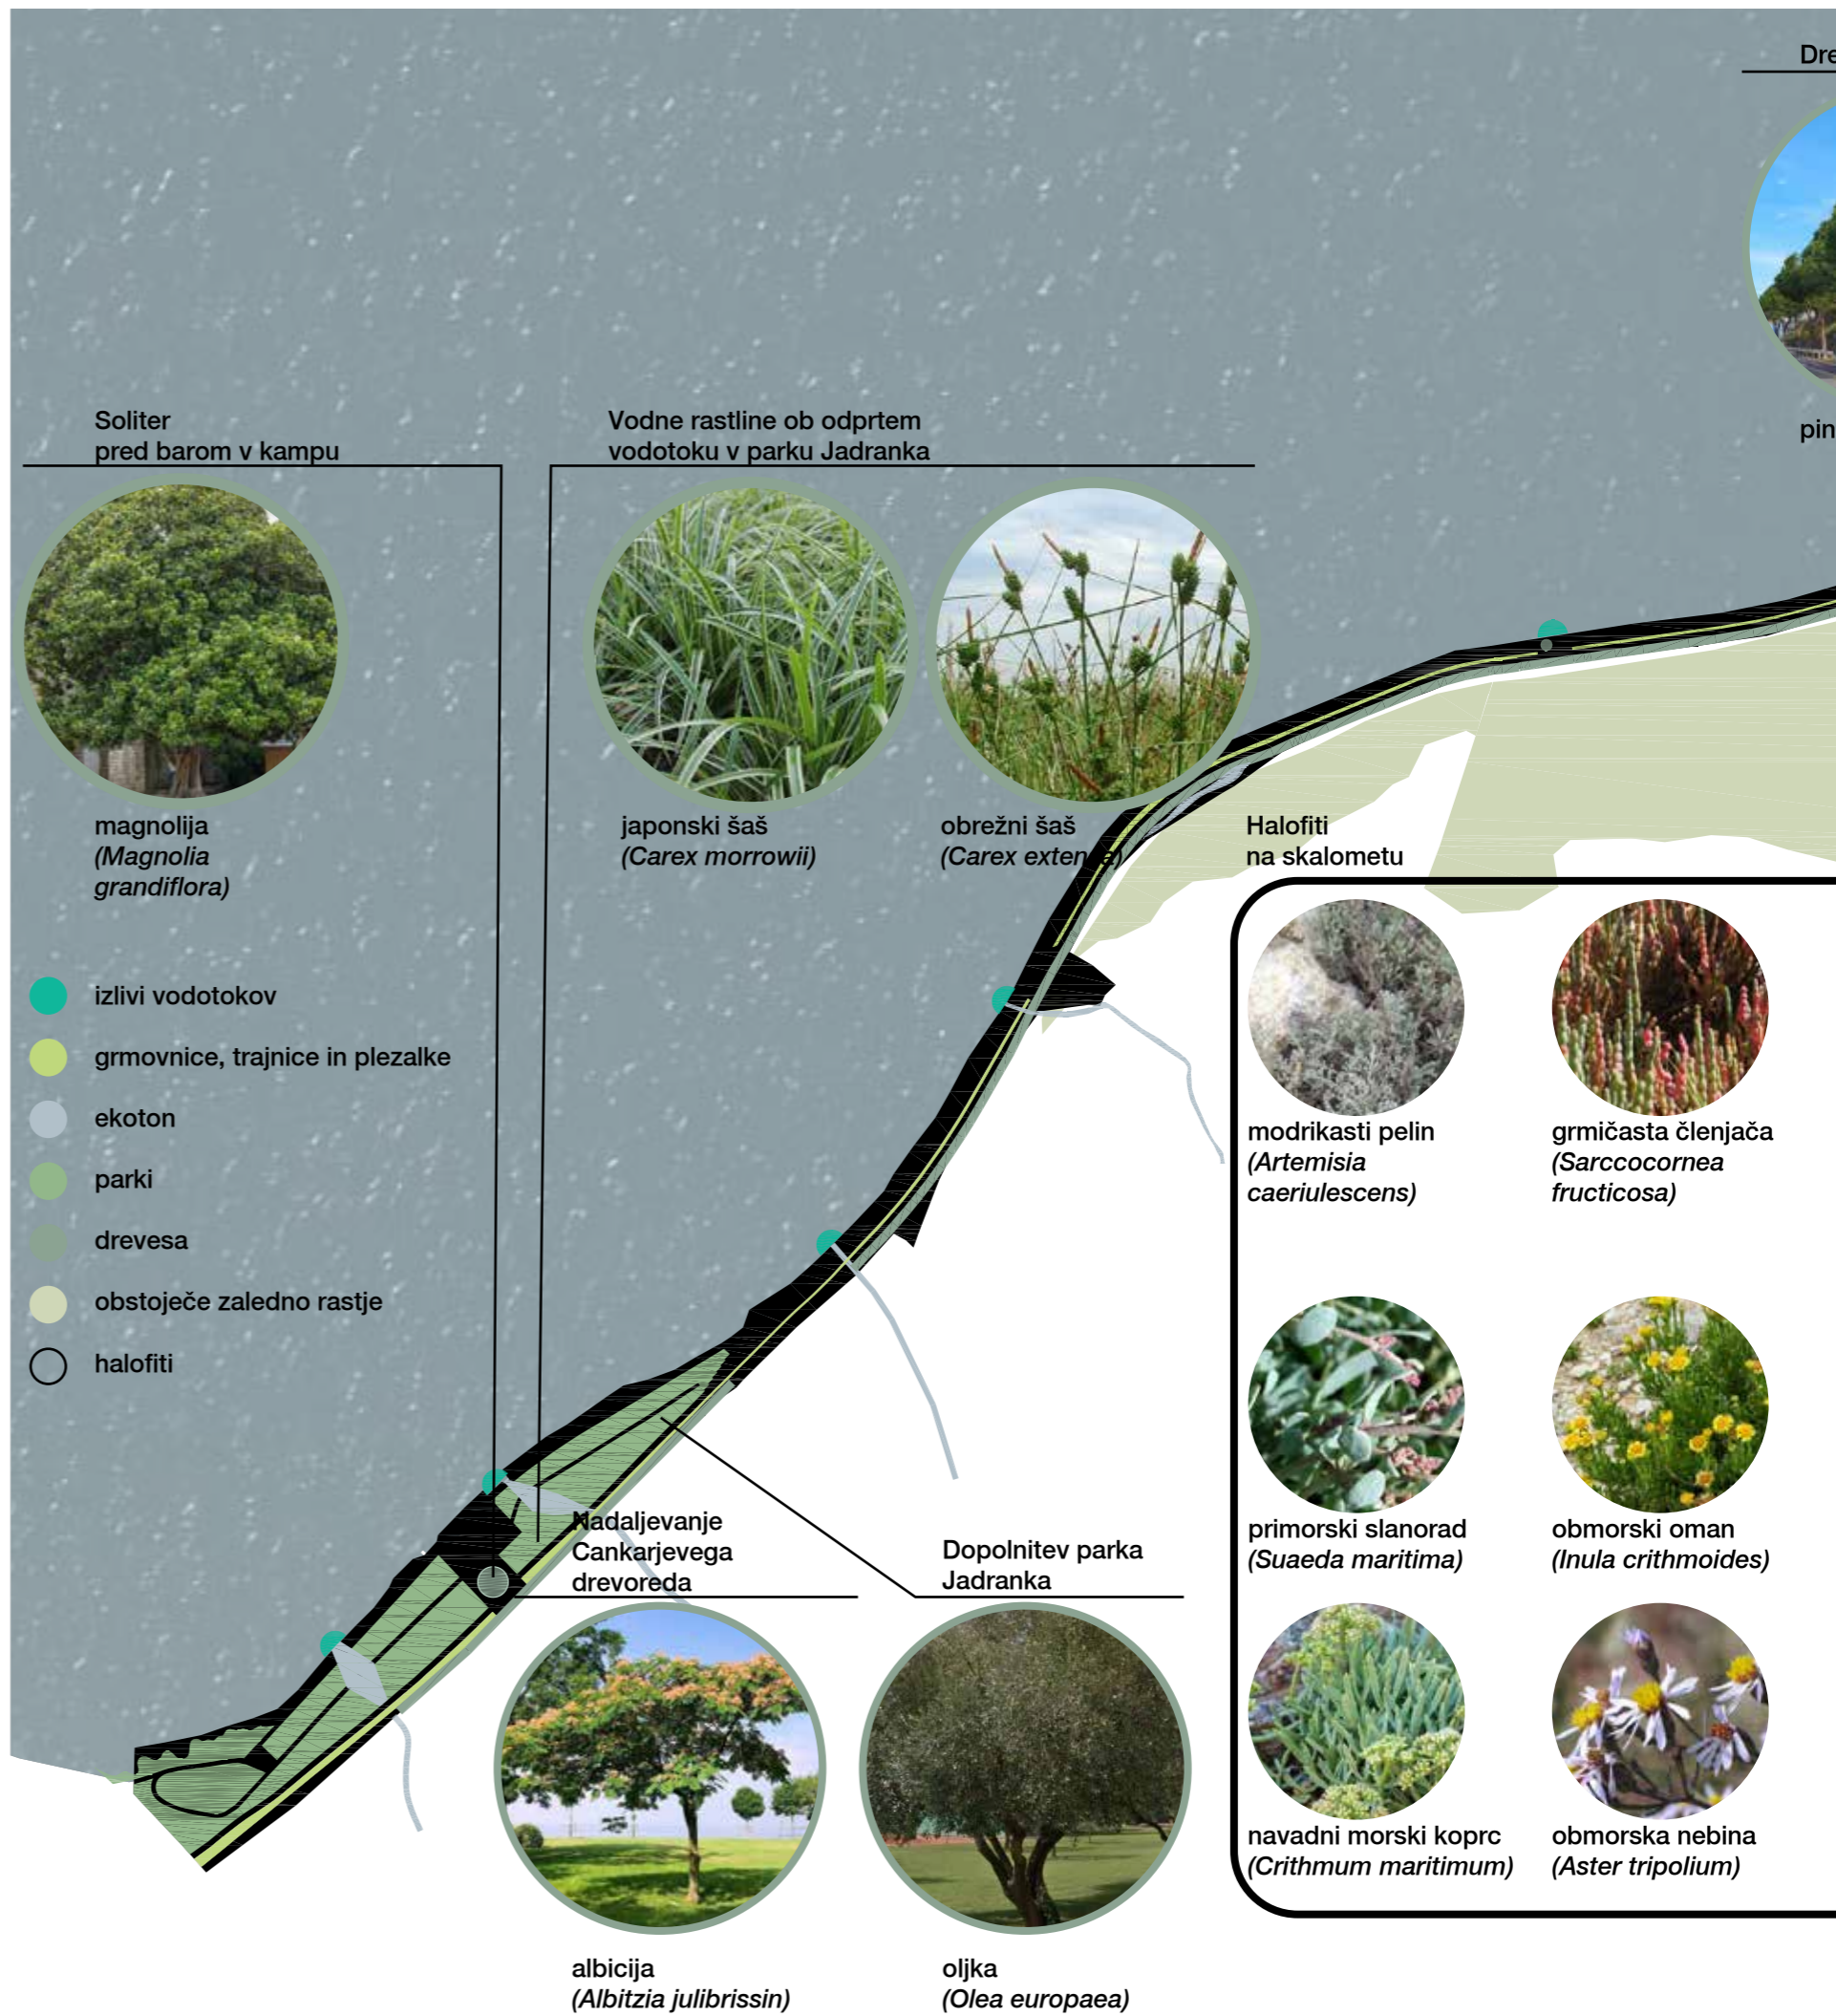 Dre
pin
Soliter
pred barom v kampu
Vodne rastline ob odprtem
vodotoku v parku Jadranka
magnolija
(Magnolia
grandiflora)
japonski šaš
(Carex morrowii)
obrežni šaš
(Carex extensa)
Halofiti
na skalometu
izlivi vodotokov
grmovnice, trajnice in plezalke
ekoton
parki
drevesa
obstoječe zaledno rastje
halofiti
modrikasti pelin
(Artemisia
caeriulescens)
grmičasta členjača
(Sarccocornea
fructicosa)
primorski slanorad
(Suaeda maritima)
obmorski oman
(Inula crithmoides)
navadni morski koprc
(Crithmum maritimum)
obmorska nebina
(Aster tripolium)
Nadaljevanje
Cankarjevega
drevoreda
Dopolnitev parka
Jadranka
albicija
(Albitzia julibrissin)
oljka
(Olea europaea)